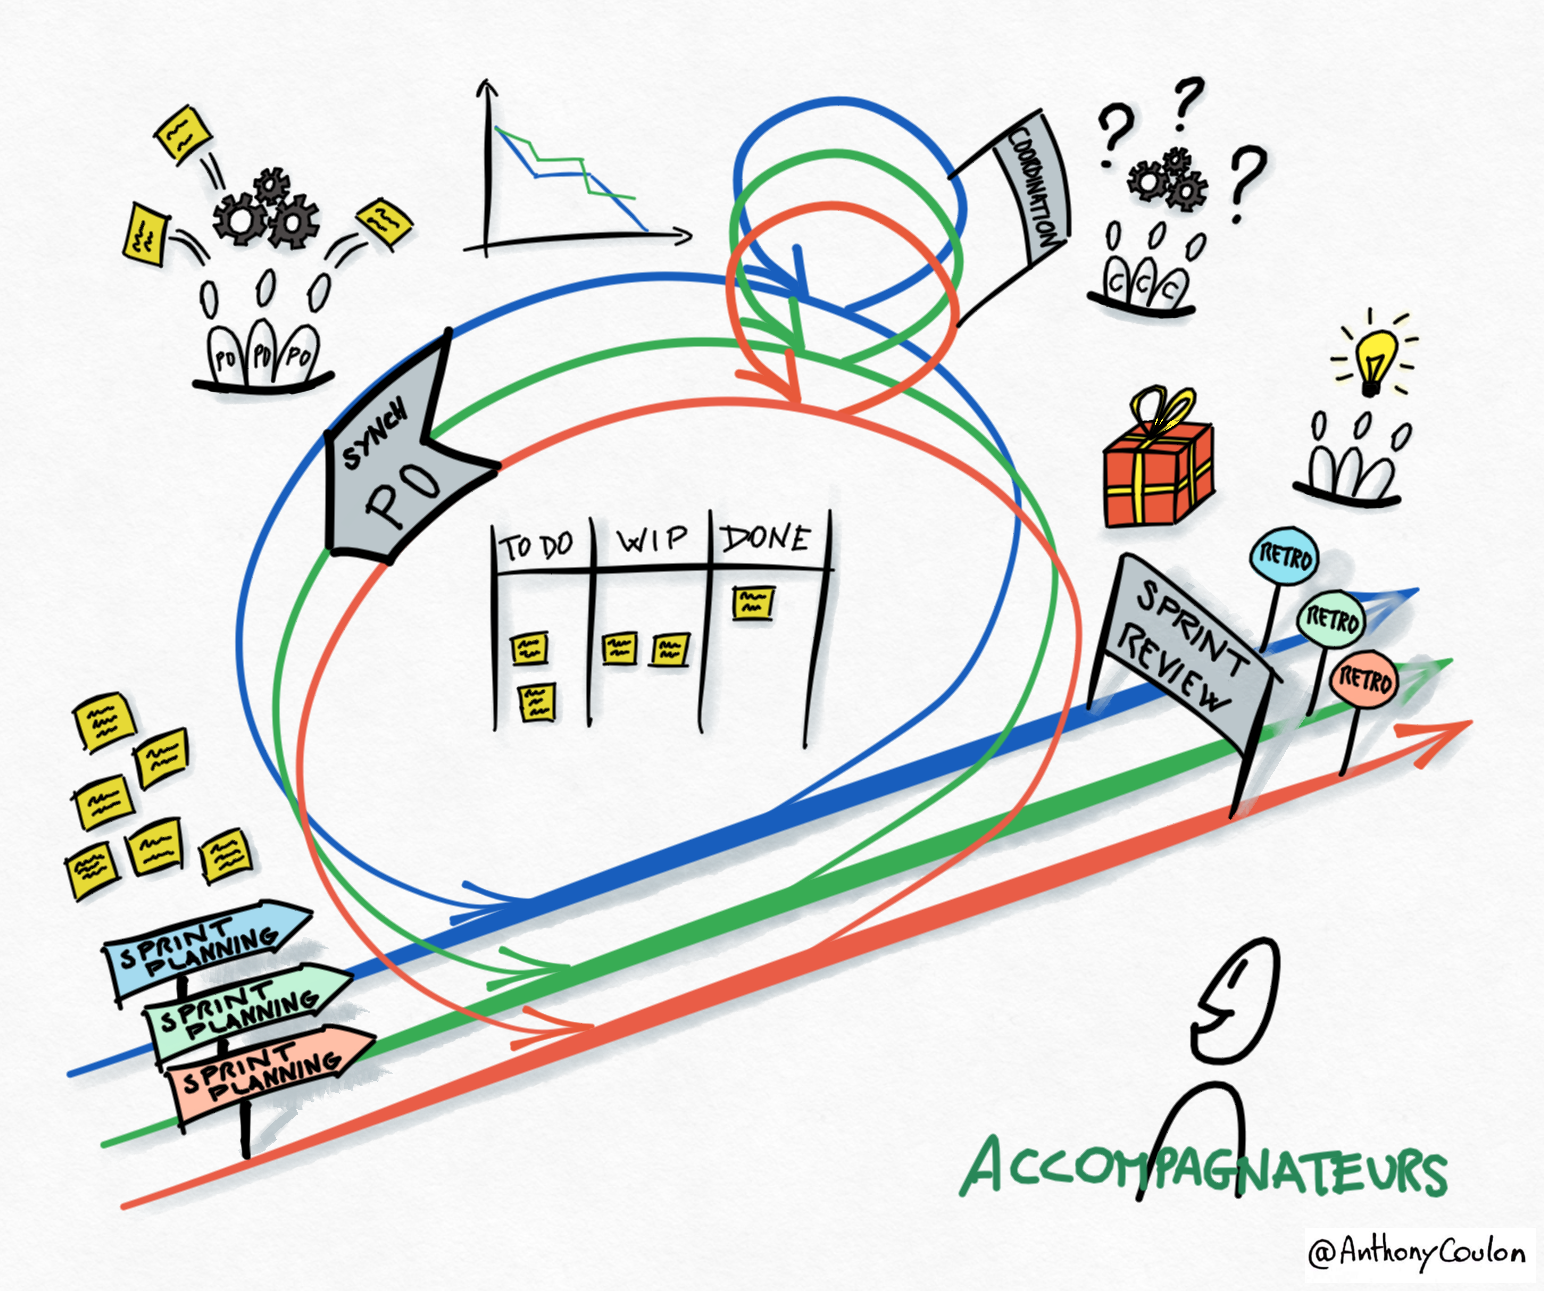 COORDINATION
?
?
?
PO
PO
PO
C
C
C
SYNCH
PO
TO DO
WIP
DONE
RETRO
RETRO
RETRO
SPRINT
REVIEW
SPRINT
PLANNING
SPRINT
PLANNING
SPRINT
PLANNING
ACCOMPAGNATEURS
@AnthonyCoulon